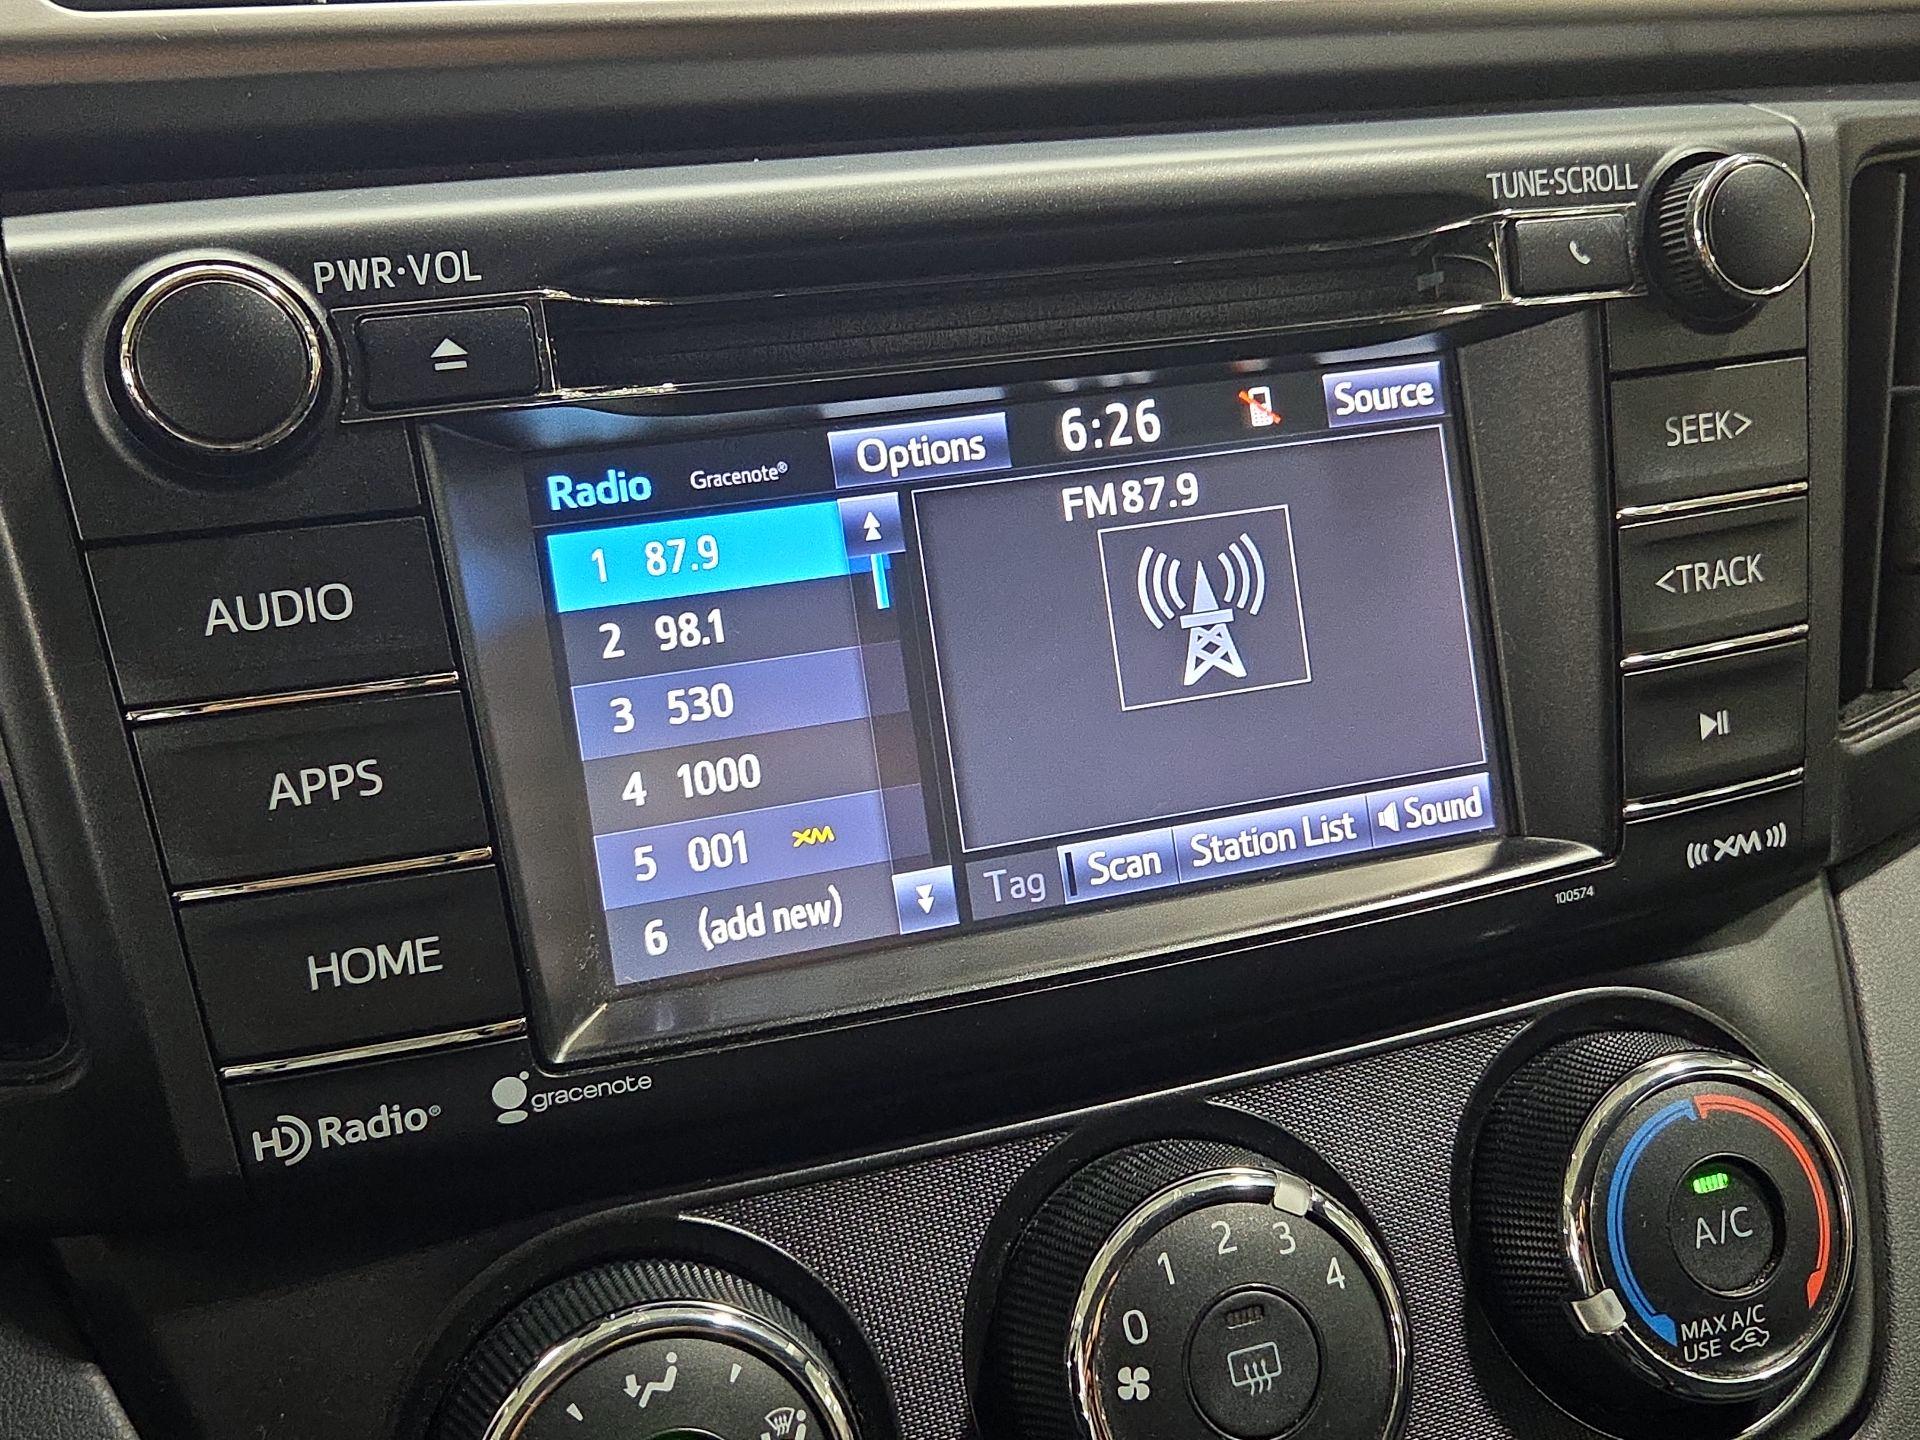 PWR·VOL
TUNE·SCROLL
AUDIO
APPS
HOME
Radio Gracenote® Options 6:26 Source
1 87.9
2 98.1
3 530
4 1000
5 001 XM
6 (add new)
FM87.9
Tag Scan Station List Sound
SEEK>
<TRACK
XM
100574
HD Radio®
gracenote
0 1 2 3 4
A/C
MAX A/C
USE